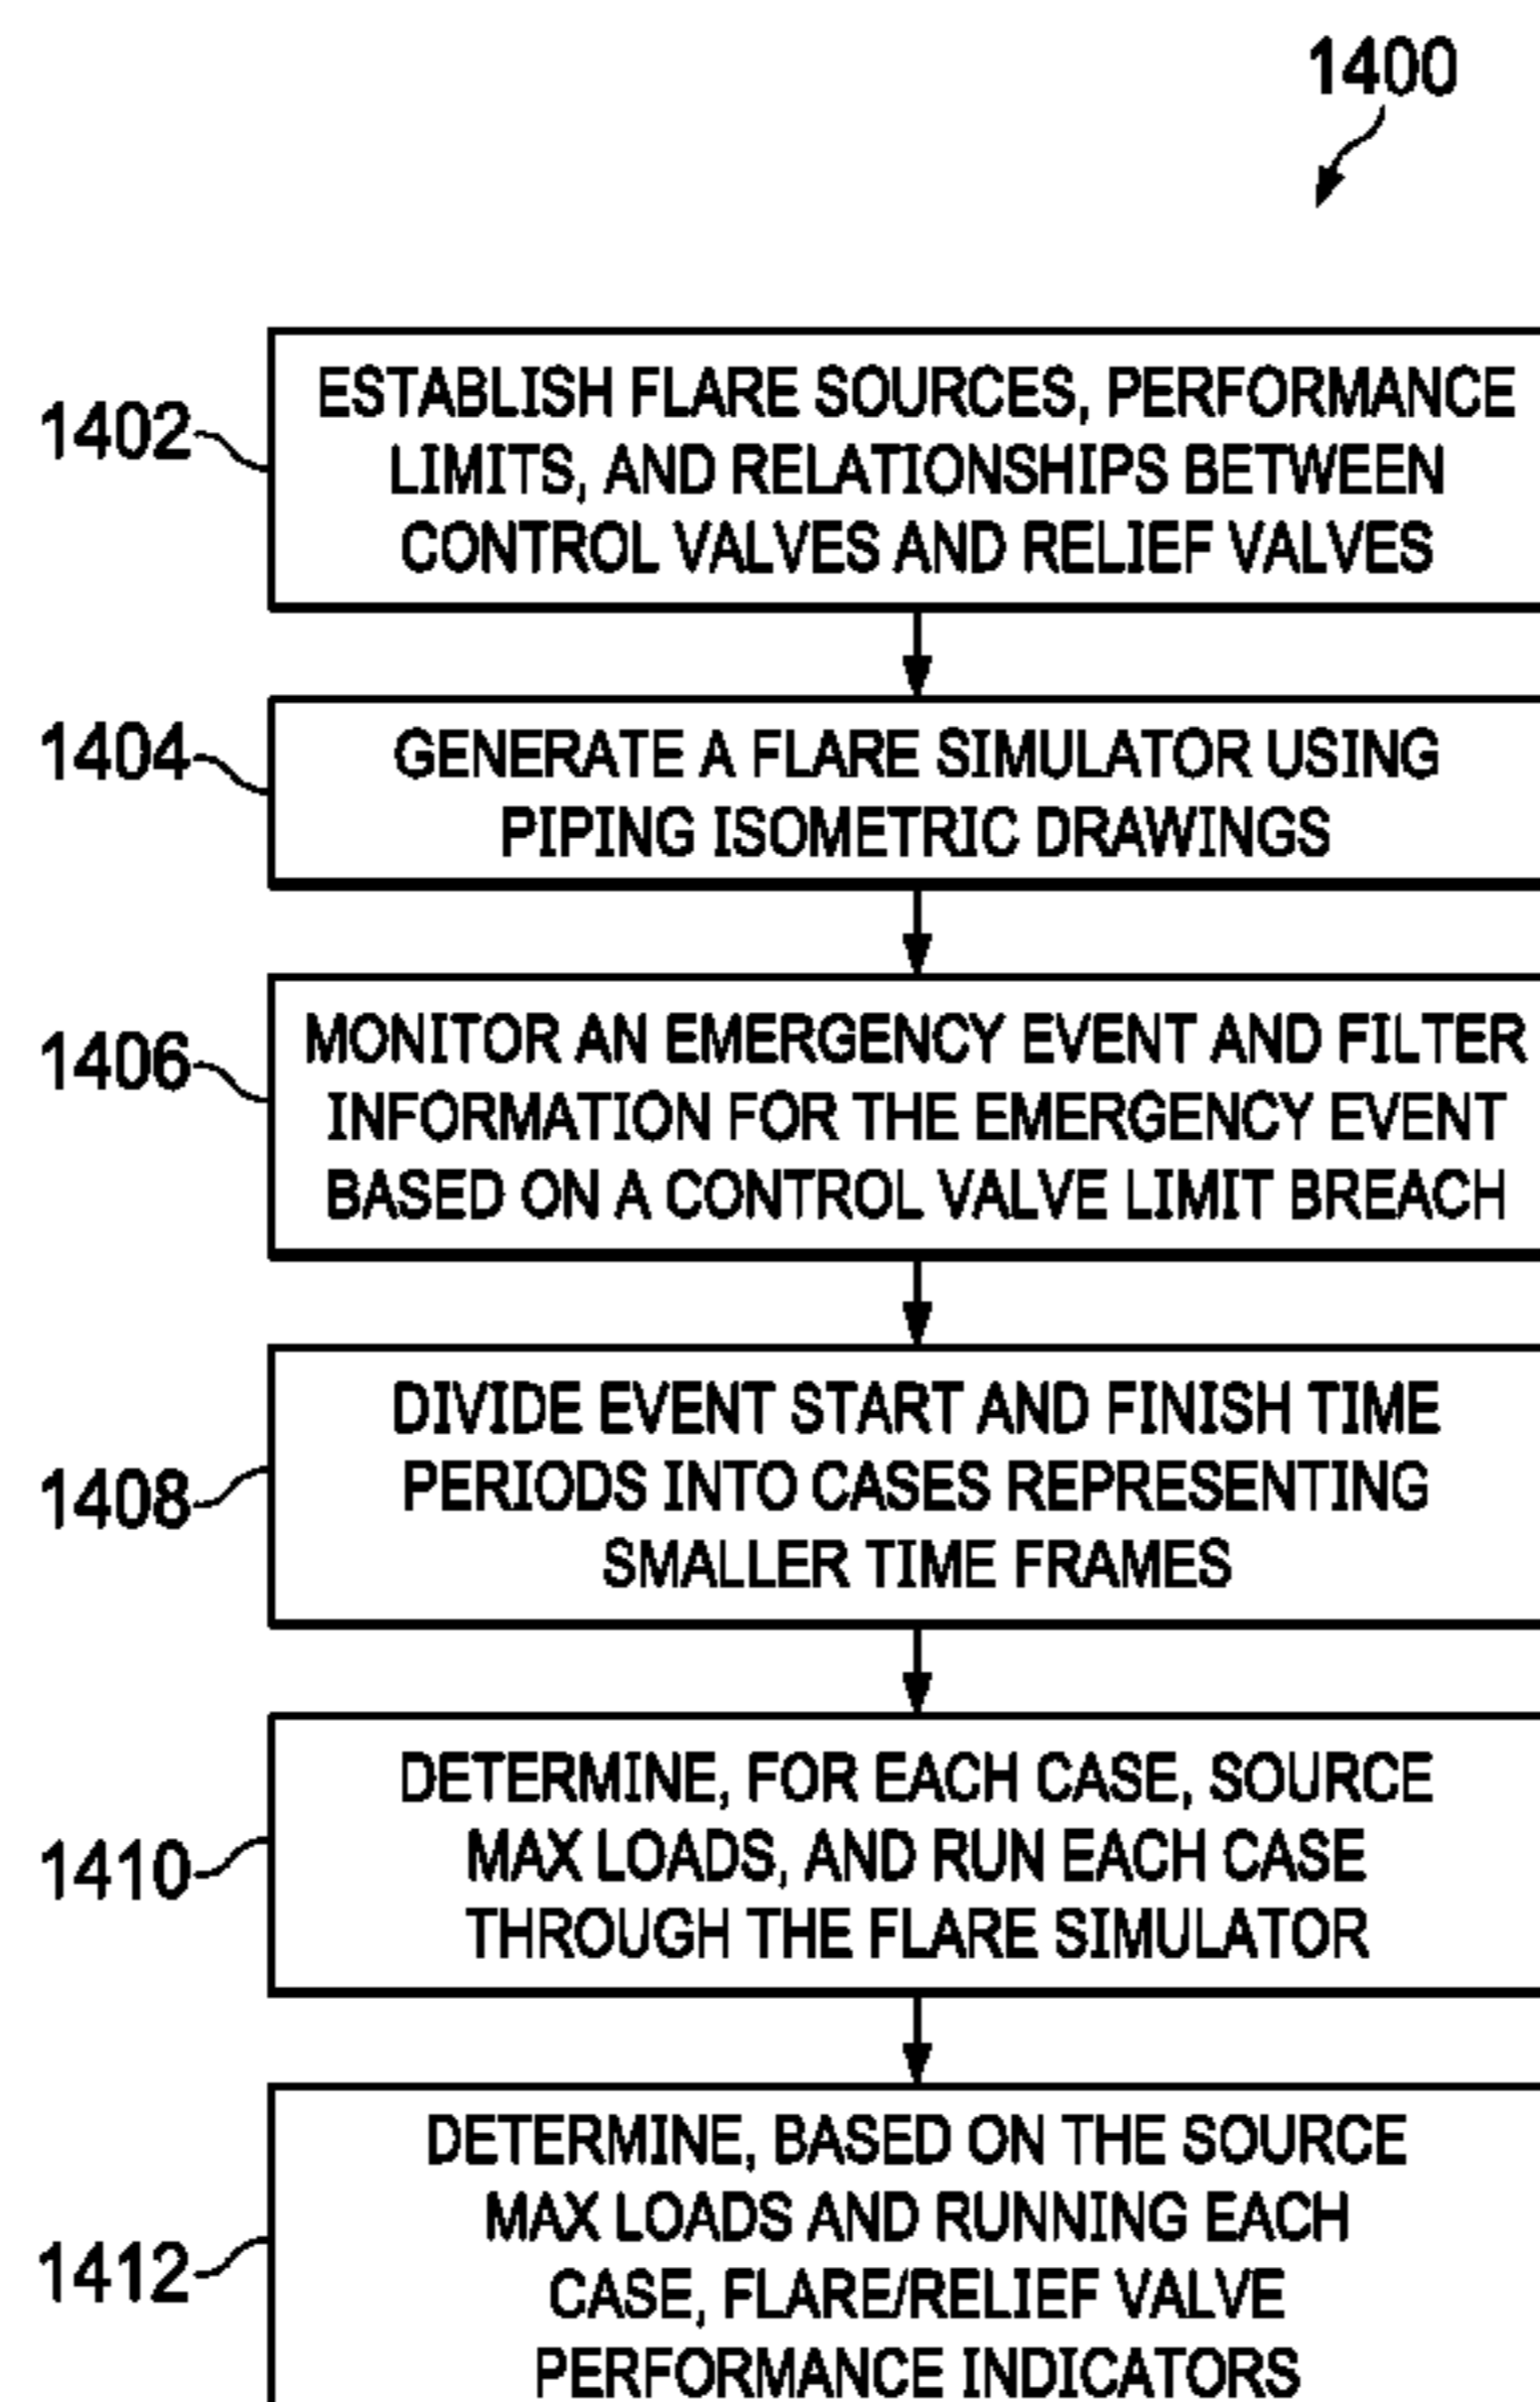 1400
1402
ESTABLISH FLARE SOURCES, PERFORMANCE
LIMITS, AND RELATIONSHIPS BETWEEN
CONTROL VALVES AND RELIEF VALVES
1404
GENERATE A FLARE SIMULATOR USING
PIPING ISOMETRIC DRAWINGS
1406
MONITOR AN EMERGENCY EVENT AND FILTER
INFORMATION FOR THE EMERGENCY EVENT
BASED ON A CONTROL VALVE LIMIT BREACH
1408
DIVIDE EVENT START AND FINISH TIME
PERIODS INTO CASES REPRESENTING
SMALLER TIME FRAMES
1410
DETERMINE, FOR EACH CASE, SOURCE
MAX LOADS, AND RUN EACH CASE
THROUGH THE FLARE SIMULATOR
1412
DETERMINE, BASED ON THE SOURCE
MAX LOADS AND RUNNING EACH
CASE, FLARE/RELIEF VALVE
PERFORMANCE INDICATORS